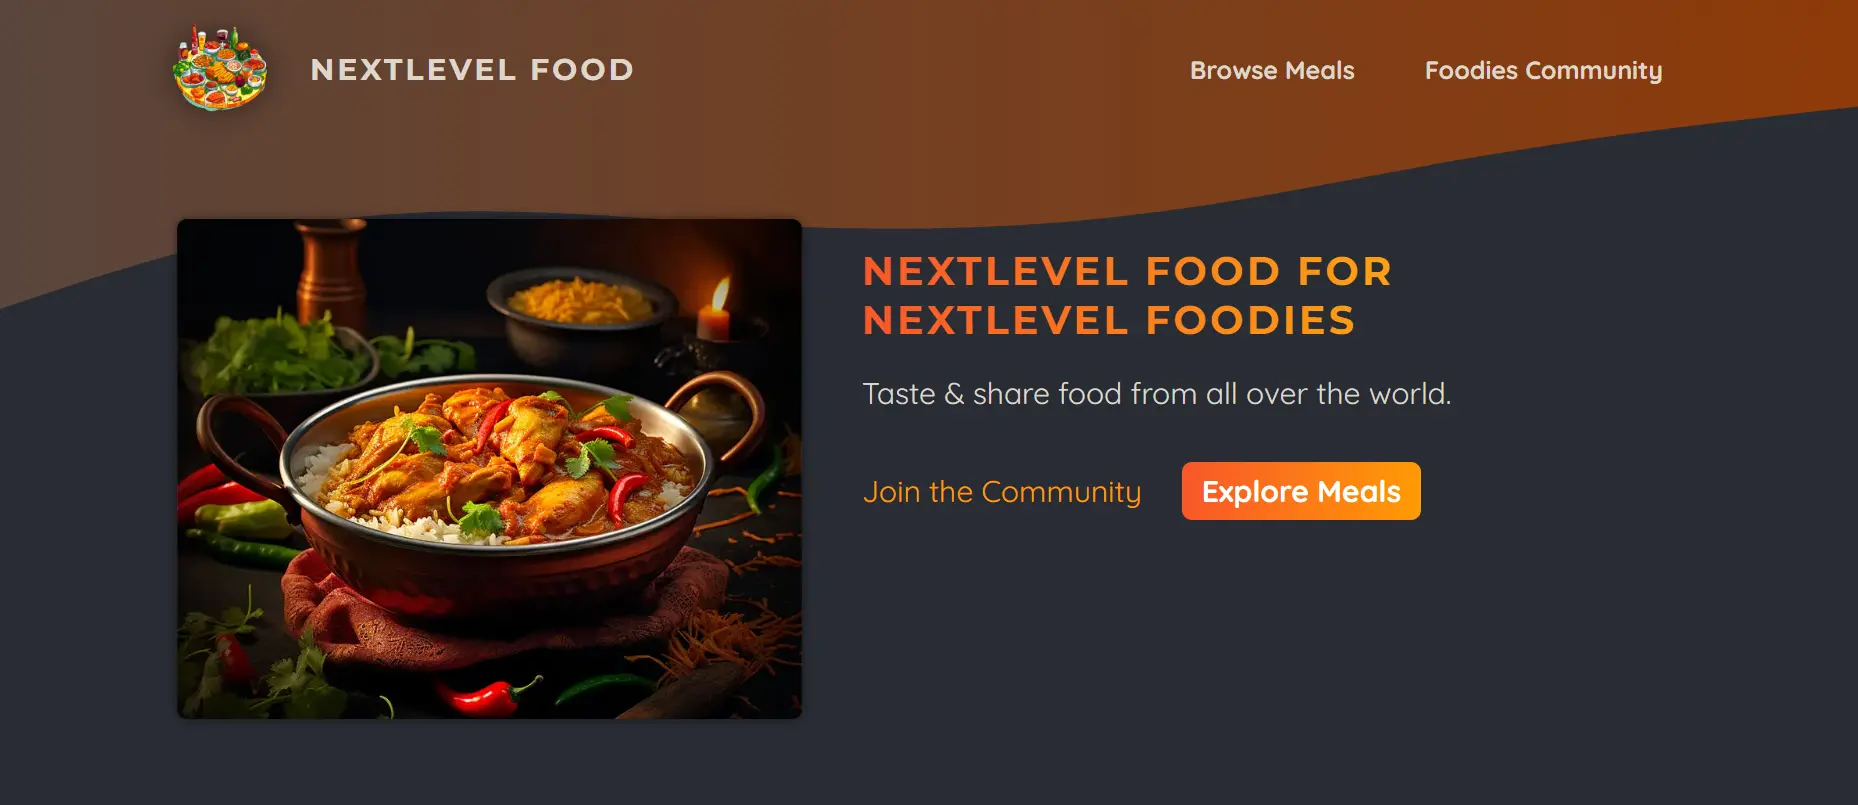 NEXTLEVEL FOOD
Browse Meals
Foodies Community
NEXTLEVEL FOOD FOR
NEXTLEVEL FOODIES
Taste & share food from all over the world.
Join the Community
Explore Meals